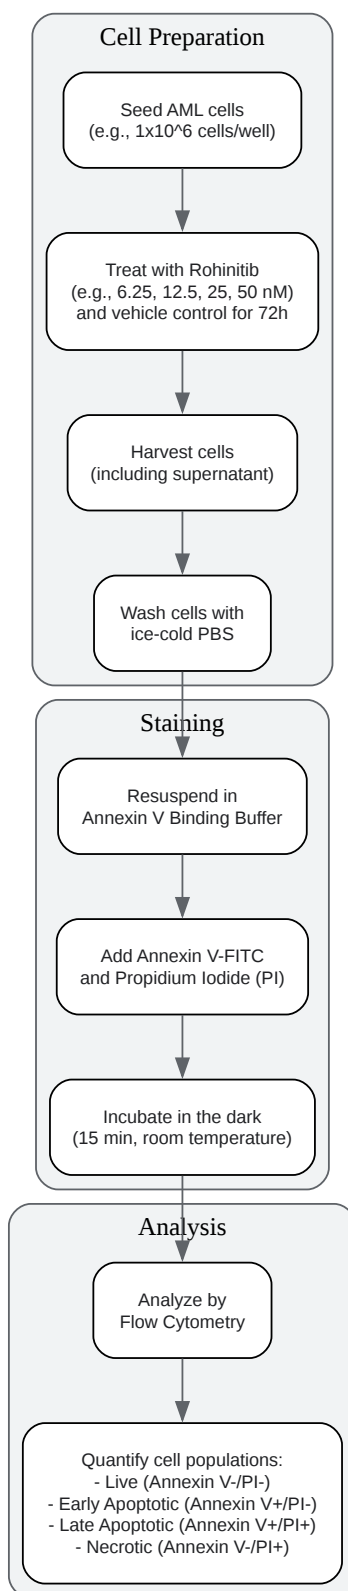 Cell Preparation
Seed AML cells
(e.g., 1x10^6 cells/well)
Treat with Rohinitib
(e.g., 6.25, 12.5, 25, 50 nM)
and vehicle control for 72h
Harvest cells
(including supernatant)
Wash cells with
ice-cold PBS
Staining
Resuspend in
Annexin V Binding Buffer
Add Annexin V-FITC
and Propidium Iodide (PI)
Incubate in the dark
(15 min, room temperature)
Analysis
Analyze by
Flow Cytometry
Quantify cell populations:
- Live (Annexin V-/PI-)
- Early Apoptotic (Annexin V+/PI-)
- Late Apoptotic (Annexin V+/PI+)
- Necrotic (Annexin V-/PI+)